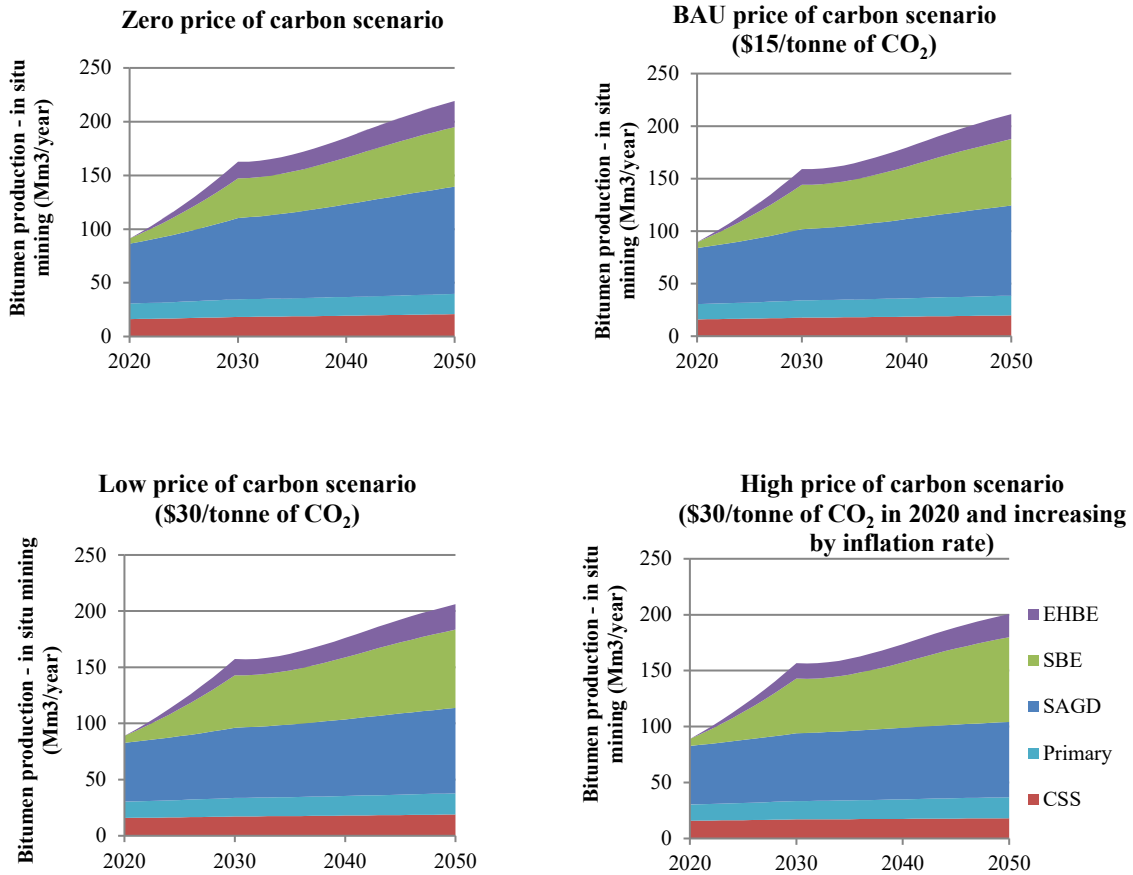 Zero price of carbon scenario
Bitumen production - in situ
mining (Mm3/year)
250
200
150
100
50
0
2020
2030
2040
2050
BAU price of carbon scenario
($15/tonne of CO₂)
Bitumen production - in situ
mining (Mm3/year)
250
200
150
100
50
0
2020
2030
2040
2050
Low price of carbon scenario
($30/tonne of CO₂)
Bitumen production - in situ mining
(Mm3/year)
250
200
150
100
50
0
2020
2030
2040
2050
High price of carbon scenario
($30/tonne of CO₂ in 2020 and increasing
by inflation rate)
Bitumen production - in situ
mining (Mm3/year)
250
200
150
100
50
0
2020
2030
2040
2050
EHBE
SBE
SAGD
Primary
CSS